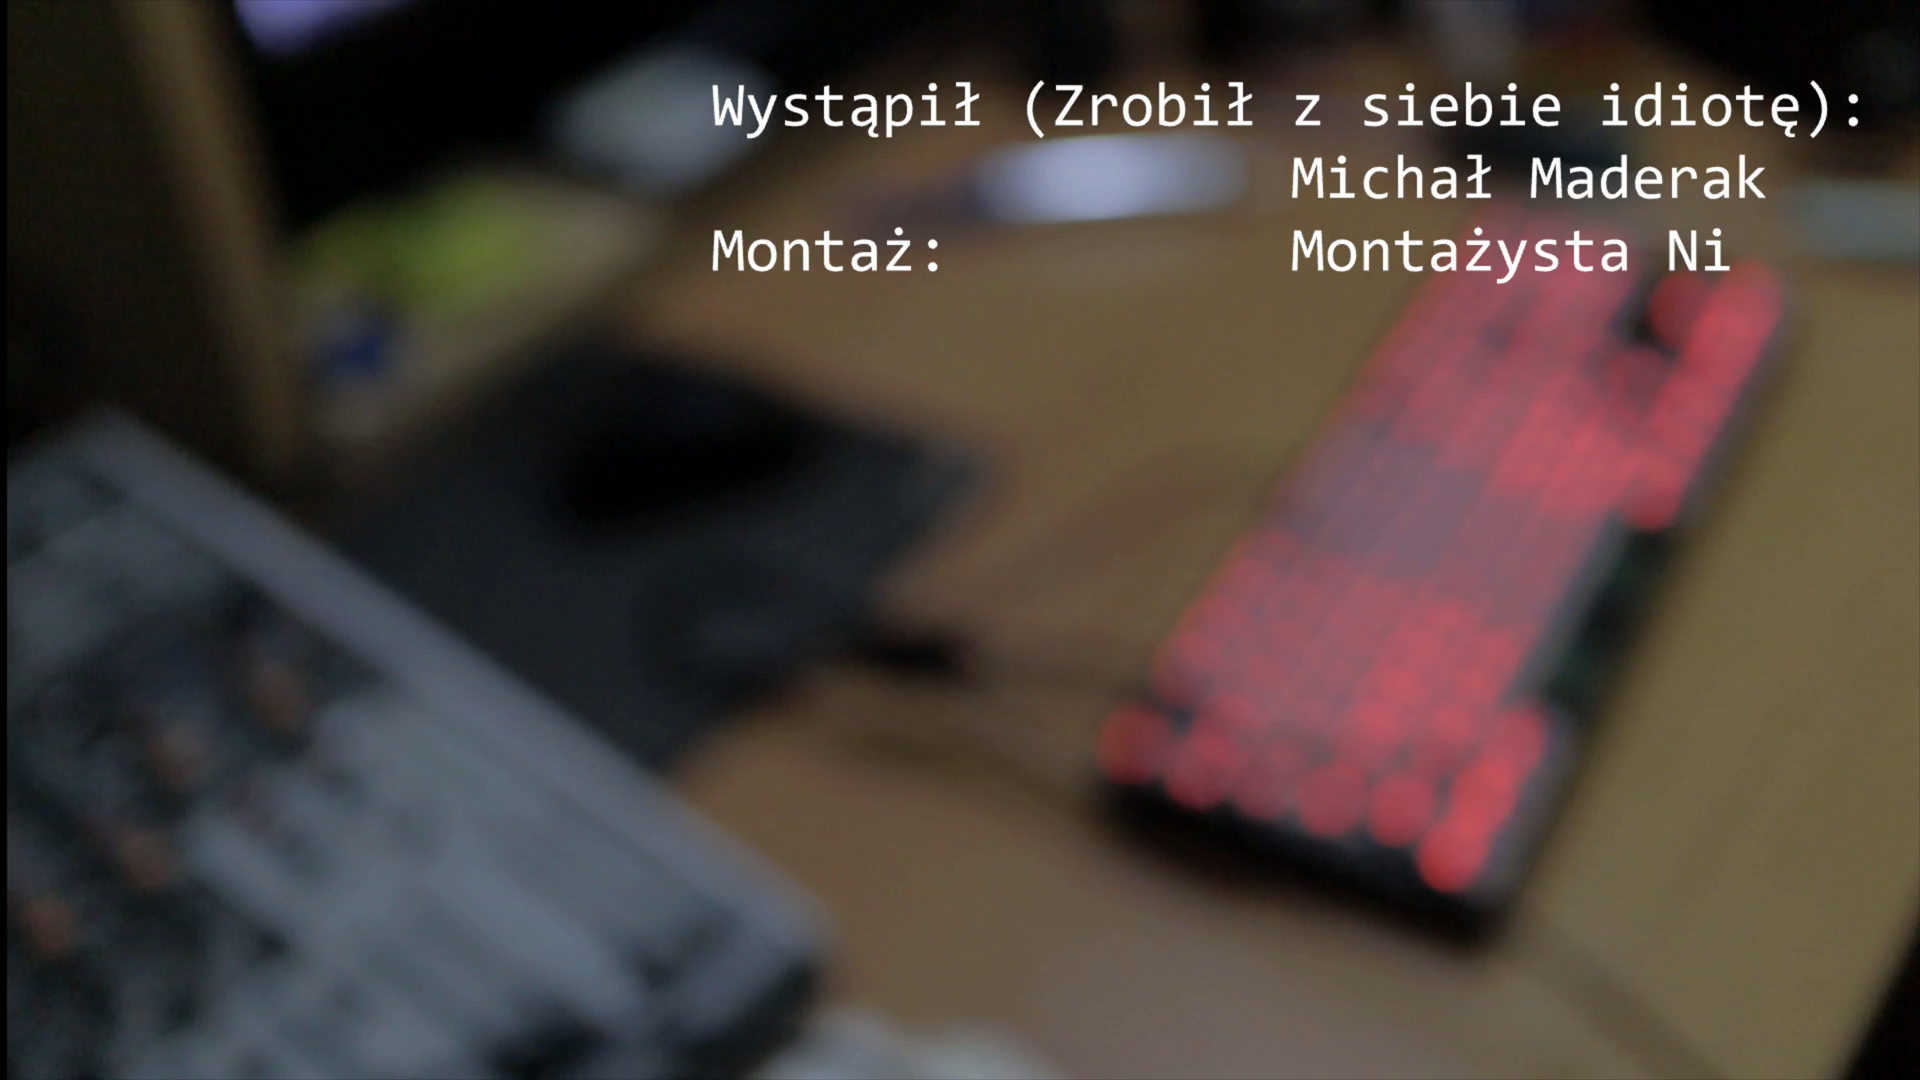 Wystąpił (Zrobił z siebie idiotę):
Michał Maderak
Montaż: Montażysta Ni